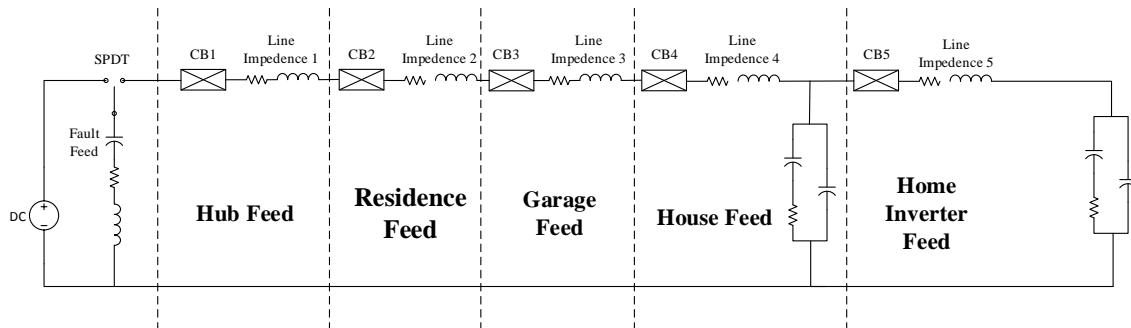 SPDT
CB1
Line
Impedence 1
CB2
Line
Impedence 2
CB3
Line
Impedence 3
CB4
Line
Impedence 4
CB5
Line
Impedence 5
Fault
Feed
DC
+
−
Hub Feed
Residence
Feed
Garage
Feed
House Feed
Home
Inverter
Feed